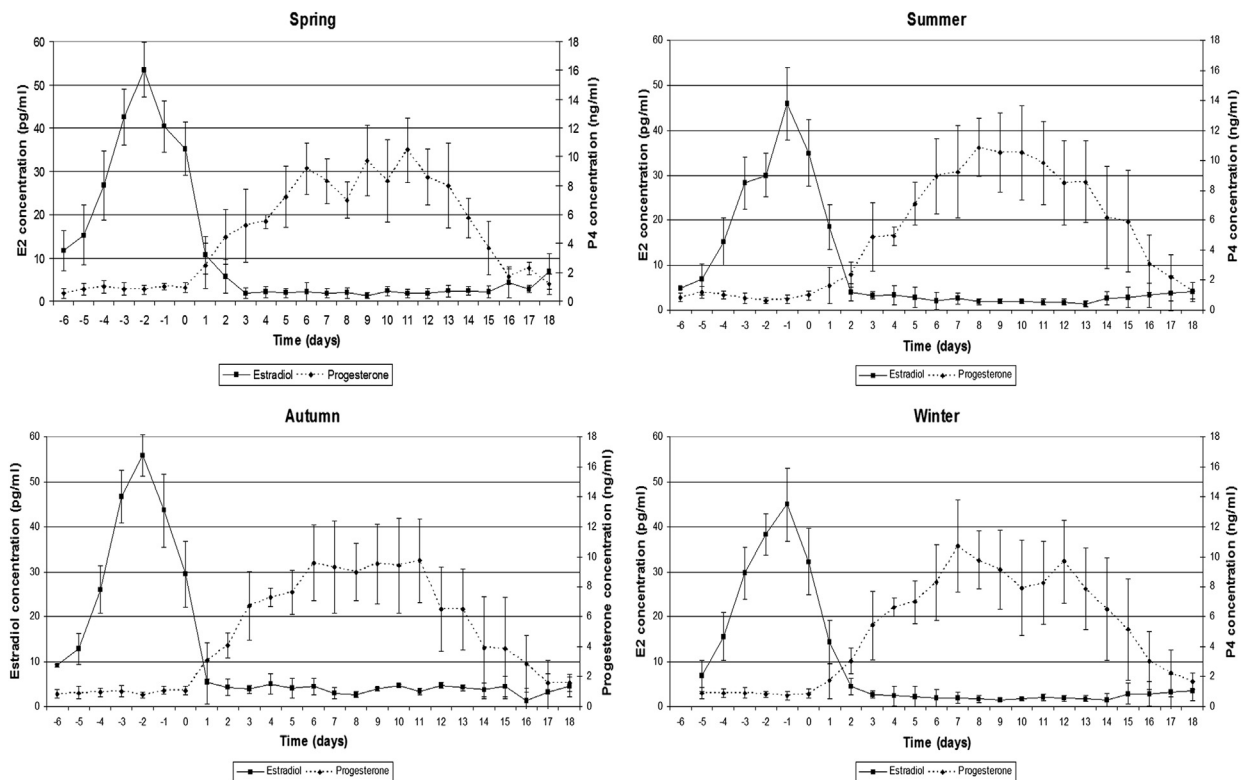 Spring
E2 concentration (pg/ml)
60
50
40
30
20
10
0
P4 concentration (ng/ml)
18
16
14
12
10
8
6
4
2
0
-6 -5 -4 -3 -2 -1 0 1 2 3 4 5 6 7 8 9 10 11 12 13 14 15 16 17 18
Time (days)
Estradiol Progesterone
Summer
E2 concentration (pg/ml)
60
50
40
30
20
10
0
P4 concentration (ng/ml)
18
16
14
12
10
8
6
4
2
0
-6 -5 -4 -3 -2 -1 0 1 2 3 4 5 6 7 8 9 10 11 12 13 14 15 16 17 18
Time (days)
Estradiol Progesterone
Autumn
Estradiol concentration (pg/ml)
60
50
40
30
20
10
0
Progesterone concentration (ng/ml)
18
16
14
12
10
8
6
4
2
0
-6 -5 -4 -3 -2 -1 0 1 2 3 4 5 6 7 8 9 10 11 12 13 14 15 16 17 18
Time (days)
Estradiol Progesterone
Winter
E2 concentration (pg/ml)
60
50
40
30
20
10
0
P4 concentration (ng/ml)
18
16
14
12
10
8
6
4
2
0
-6 -5 -4 -3 -2 -1 0 1 2 3 4 5 6 7 8 9 10 11 12 13 14 15 16 17 18
Time (days)
Estradiol Progesterone